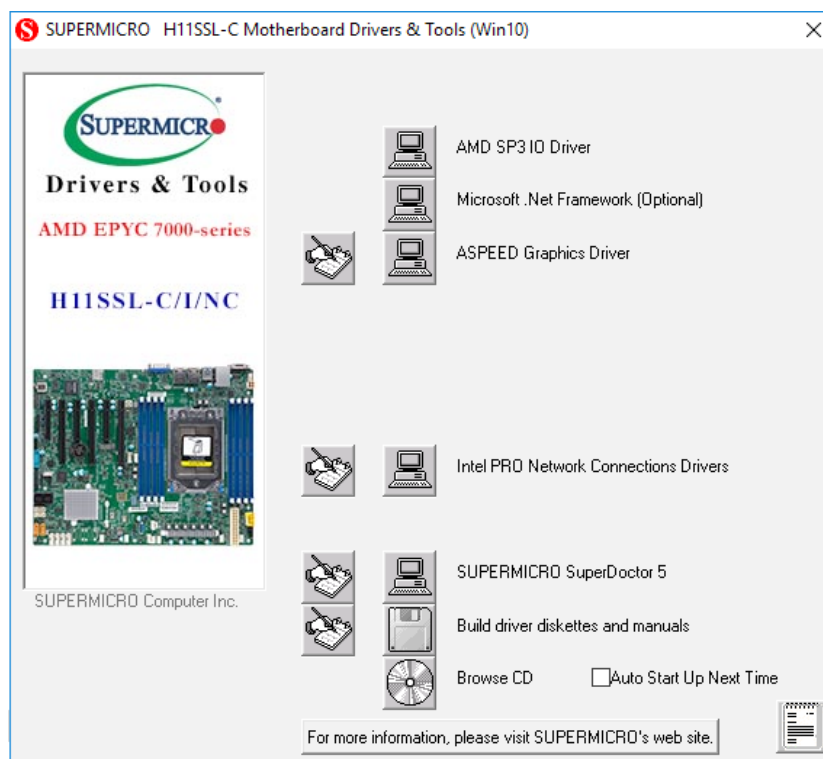 SUPERMICRO H11SSL-C Motherboard Drivers & Tools (Win10)
SUPERMICR
Drivers & Tools
AMD EPYC 7000-series
H11SSL-C/I/NC
SUPERMICRO Computer Inc.
AMD SP3 IO Driver
Microsoft .Net Framework (Optional)
ASPEED Graphics Driver
Intel PRO Network Connections Drivers
SUPERMICRO SuperDoctor 5
Build driver diskettes and manuals
Browse CD
Auto Start Up Next Time
For more information, please visit SUPERMICRO's web site.